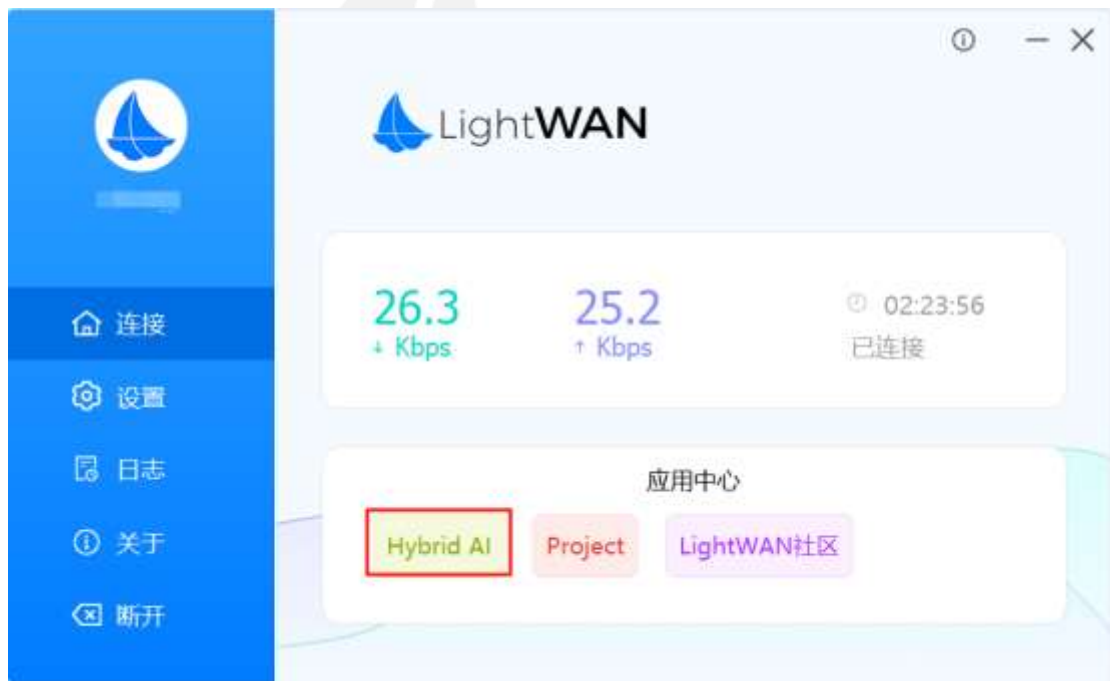 LightWAN
连接
设置
日志
关于
断开
26.3
↓ Kbps
25.2
↑ Kbps
02:23:56
已连接
应用中心
Hybrid AI
Project
LightWAN社区